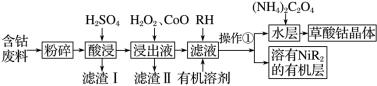 (NH₄)₂C₂O₄
H₂SO₄ H₂O₂、CoO RH
含钴废料 粉碎 酸浸 浸出液 滤液 操作① 水层 草酸钴晶体
溶有NiR₂的有机层
滤渣Ⅰ 滤渣Ⅱ 有机溶剂